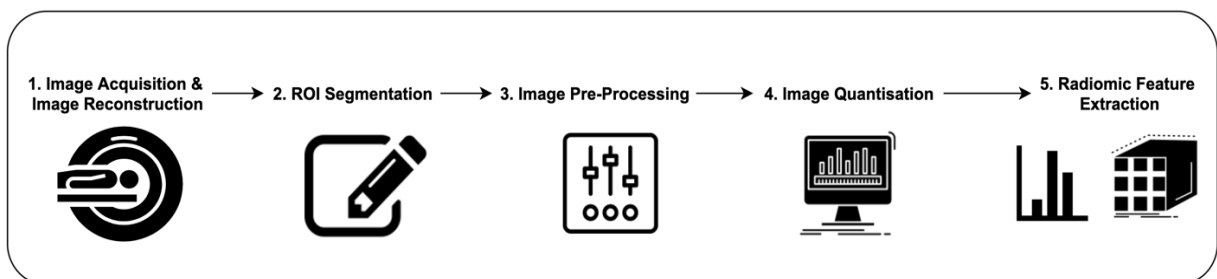 1. Image Acquisition &
Image Reconstruction
2. ROI Segmentation
3. Image Pre-Processing
4. Image Quantisation
5. Radiomic Feature
Extraction